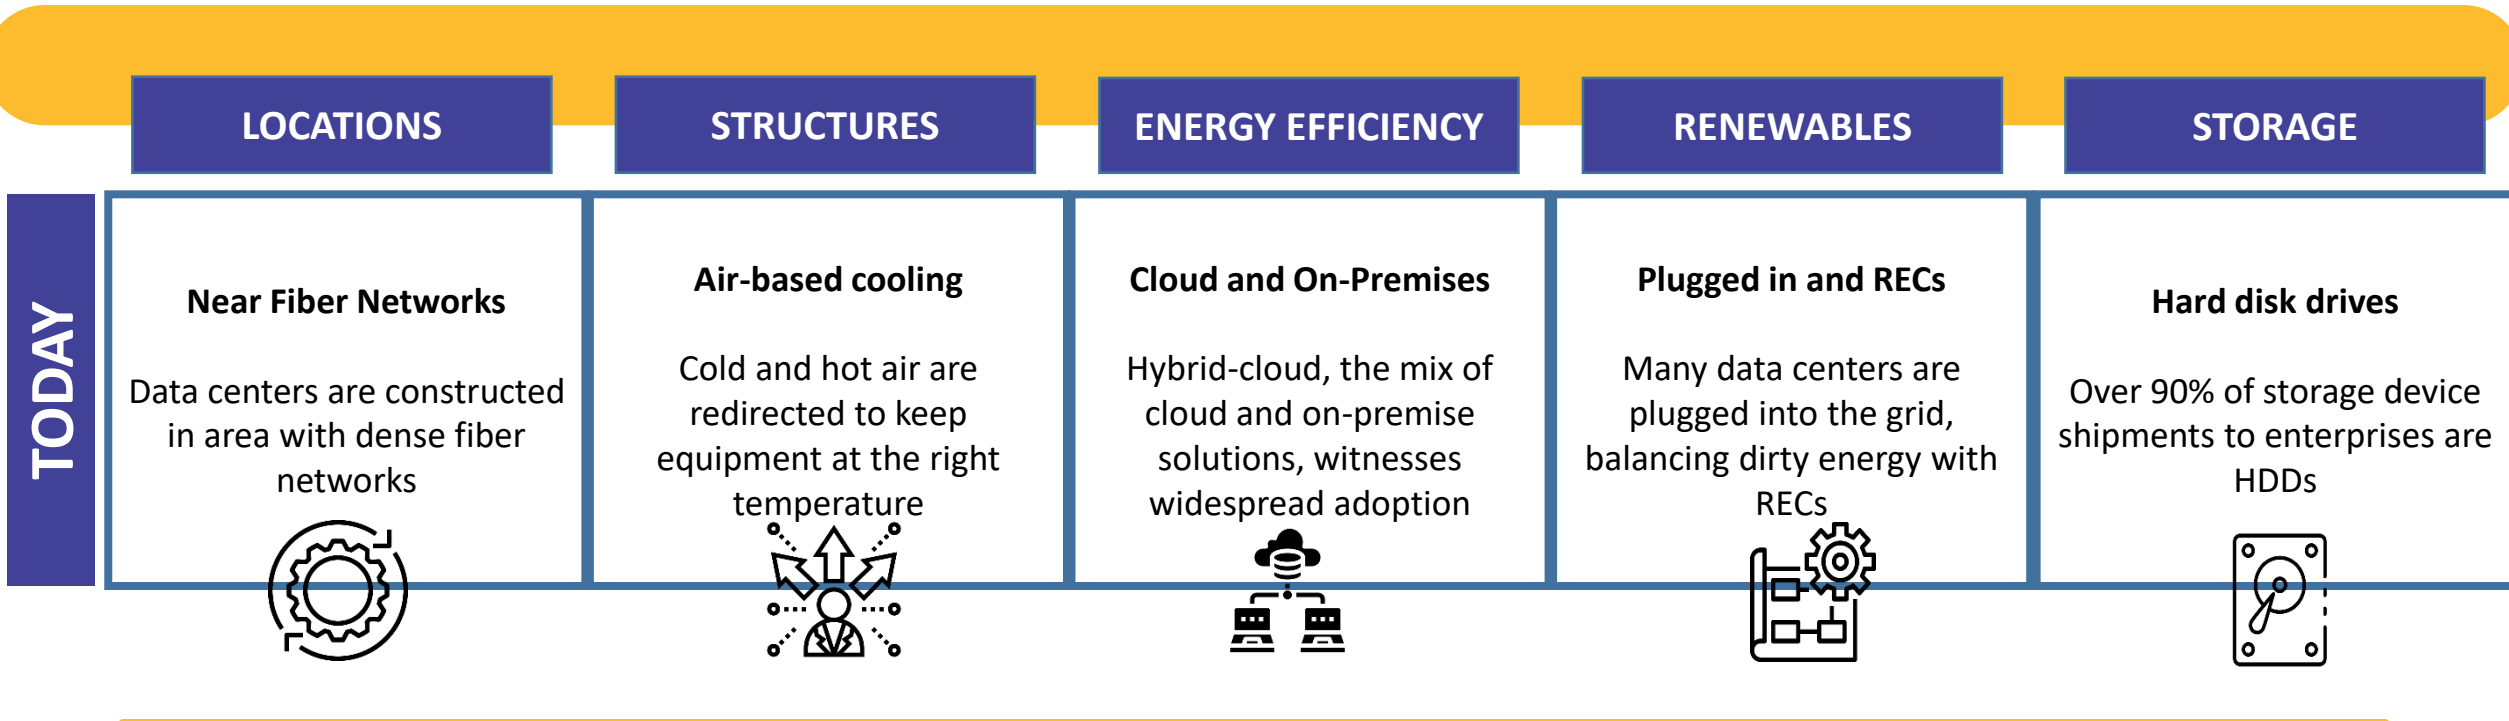 LOCATIONS
STRUCTURES
ENERGY EFFICIENCY
RENEWABLES
STORAGE
TODAY
Near Fiber Networks
Data centers are constructed
in area with dense fiber
networks
Air-based cooling
Cold and hot air are
redirected to keep
equipment at the right
temperature
Cloud and On-Premises
Hybrid-cloud, the mix of
cloud and on-premise
solutions, witnesses
widespread adoption
Plugged in and RECs
Many data centers are
plugged into the grid,
balancing dirty energy with
RECs
Hard disk drives
Over 90% of storage device
shipments to enterprises are
HDDs